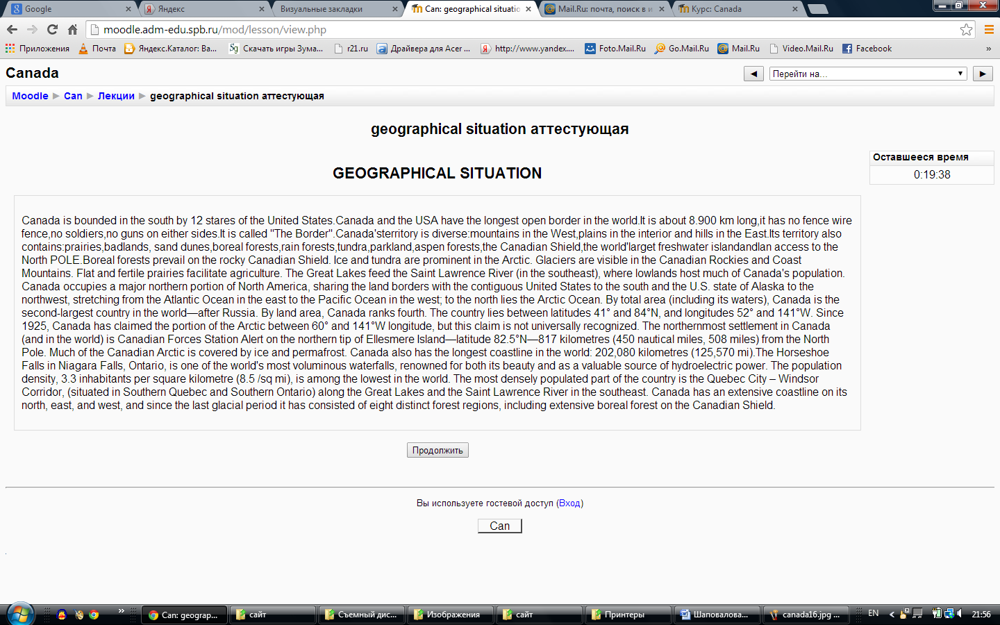 Google
Яндекс
Визуальные закладки
Can: geographical situatio
Mail.Ru: почта, поиск в и
Курс: Canada
moodle.adm-edu.spb.ru/mod/lesson/view.php
Приложения
Почта
Яндекс.Каталог: Ва...
Скачать игры Зума...
r21.ru
Драйвера для Acer ...
http://www.yandex....
Foto.Mail.Ru
Go.Mail.Ru
Mail.Ru
Video.Mail.Ru
Facebook
»
Canada
◄
Перейти на...
►
Moodle ► Can ► Лекции ► geographical situation аттестующая
geographical situation аттестующая
Оставшееся время
0:19:38
GEOGRAPHICAL SITUATION
Canada is bounded in the south by 12 stares of the United States.Canada and the USA have the longest open border in the world.It is about 8.900 km long,it has no fence wire
fence,no soldiers,no guns on either sides.It is called "The Border".Canada'sterritory is diverse:mountains in the West,plains in the interior and hills in the East.Its territory also
contains:prairies,badlands, sand dunes,boreal forests,rain forests,tundra,parkland,aspen forests,the Canadian Shield,the world'larget freshwater islandandlan access to the
North POLE.Boreal forests prevail on the rocky Canadian Shield. Ice and tundra are prominent in the Arctic. Glaciers are visible in the Canadian Rockies and Coast
Mountains. Flat and fertile prairies facilitate agriculture. The Great Lakes feed the Saint Lawrence River (in the southeast), where lowlands host much of Canada's population.
Canada occupies a major northern portion of North America, sharing the land borders with the contiguous United States to the south and the U.S. state of Alaska to the
northwest, stretching from the Atlantic Ocean in the east to the Pacific Ocean in the west; to the north lies the Arctic Ocean. By total area (including its waters), Canada is the
second-largest country in the world—after Russia. By land area, Canada ranks fourth. The country lies between latitudes 41° and 84°N, and longitudes 52° and 141°W. Since
1925, Canada has claimed the portion of the Arctic between 60° and 141°W longitude, but this claim is not universally recognized. The northernmost settlement in Canada
(and in the world) is Canadian Forces Station Alert on the northern tip of Ellesmere Island—latitude 82.5°N—817 kilometres (450 nautical miles, 508 miles) from the North
Pole. Much of the Canadian Arctic is covered by ice and permafrost. Canada also has the longest coastline in the world: 202,080 kilometres (125,570 mi).The Horseshoe
Falls in Niagara Falls, Ontario, is one of the world's most voluminous waterfalls, renowned for both its beauty and as a valuable source of hydroelectric power. The population
density, 3.3 inhabitants per square kilometre (8.5 /sq mi), is among the lowest in the world. The most densely populated part of the country is the Quebec City – Windsor
Corridor, (situated in Southern Quebec and Southern Ontario) along the Great Lakes and the Saint Lawrence River in the southeast. Canada has an extensive coastline on its
north, east, and west, and since the last glacial period it has consisted of eight distinct forest regions, including extensive boreal forest on the Canadian Shield.
Продолжить
Вы используете гостевой доступ (Вход)
Can
.
»
Can: geograp...
сайт
Съемный дис...
Изображения
сайт
Принтеры
Шаповалова...
canada16.jpg ...
EN
21:56